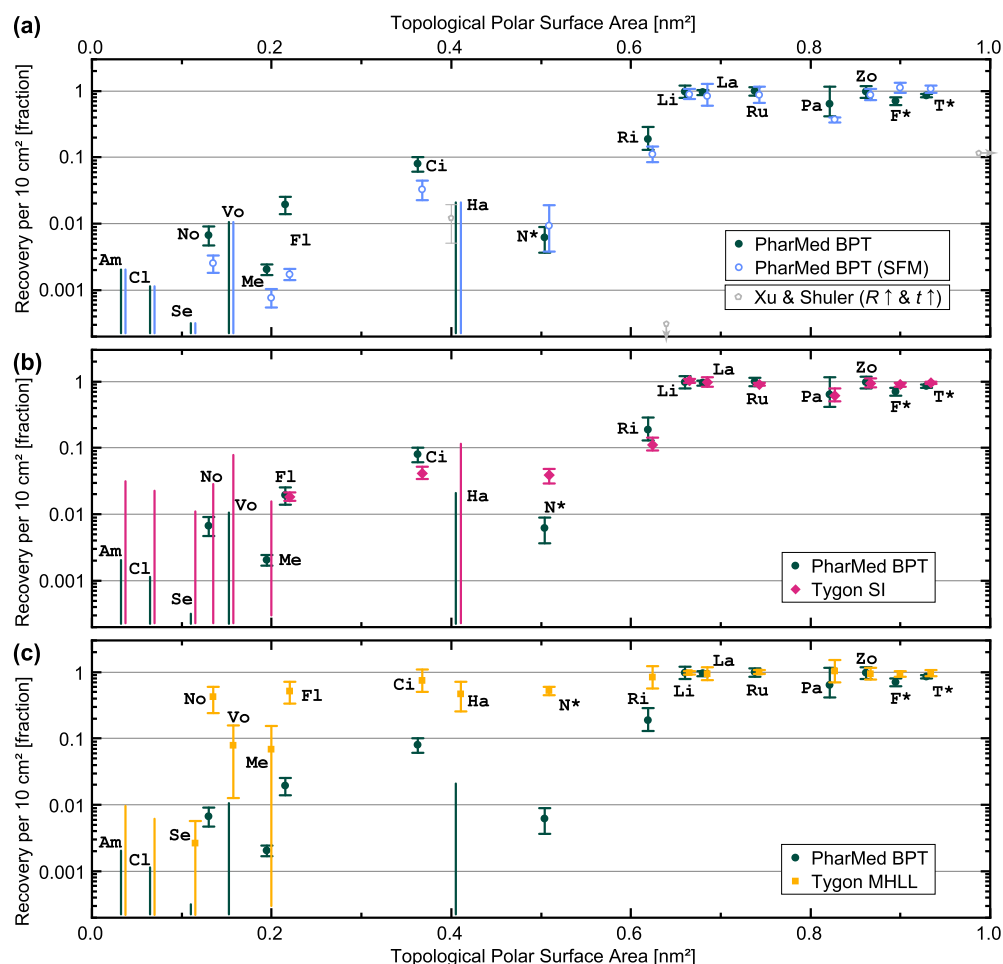 (a)
Topological Polar Surface Area [nm²]
0.0 0.2 0.4 0.6 0.8 1.0
Recovery per 10 cm² [fraction]
1
0.1
0.01
0.001
Am
Cl
Se
No
Vo
Me
Fl
Ci
Ha
N*
Ri
Li
La
Ru
Pa
Zo
F*
T*
PharMed BPT
PharMed BPT (SFM)
Xu & Shuler (R ↑ & t ↑)
(b)
Recovery per 10 cm² [fraction]
1
0.1
0.01
0.001
Am
Cl
Se
No
Vo
Fl
Me
Ci
Ha
N*
Ri
Li
La
Ru
Pa
Zo
F*
T*
PharMed BPT
Tygon SI
(c)
Recovery per 10 cm² [fraction]
1
0.1
0.01
0.001
Am
Cl
Se
No
Vo
Me
Fl
Ci
Ha
N*
Ri
Li
La
Ru
Pa
Zo
F*
T*
PharMed BPT
Tygon MHLL
0.0 0.2 0.4 0.6 0.8 1.0
Topological Polar Surface Area [nm²]